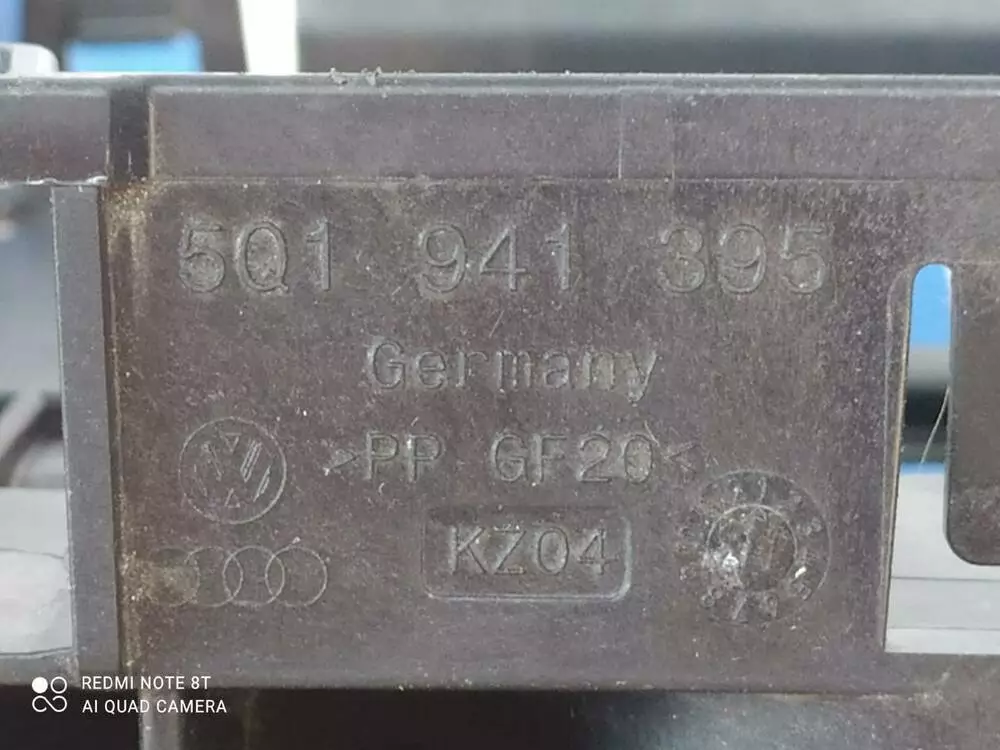 5Q1 941 395
Germany
>PP GF20<
KZ04
REDMI NOTE 8T
AI QUAD CAMERA